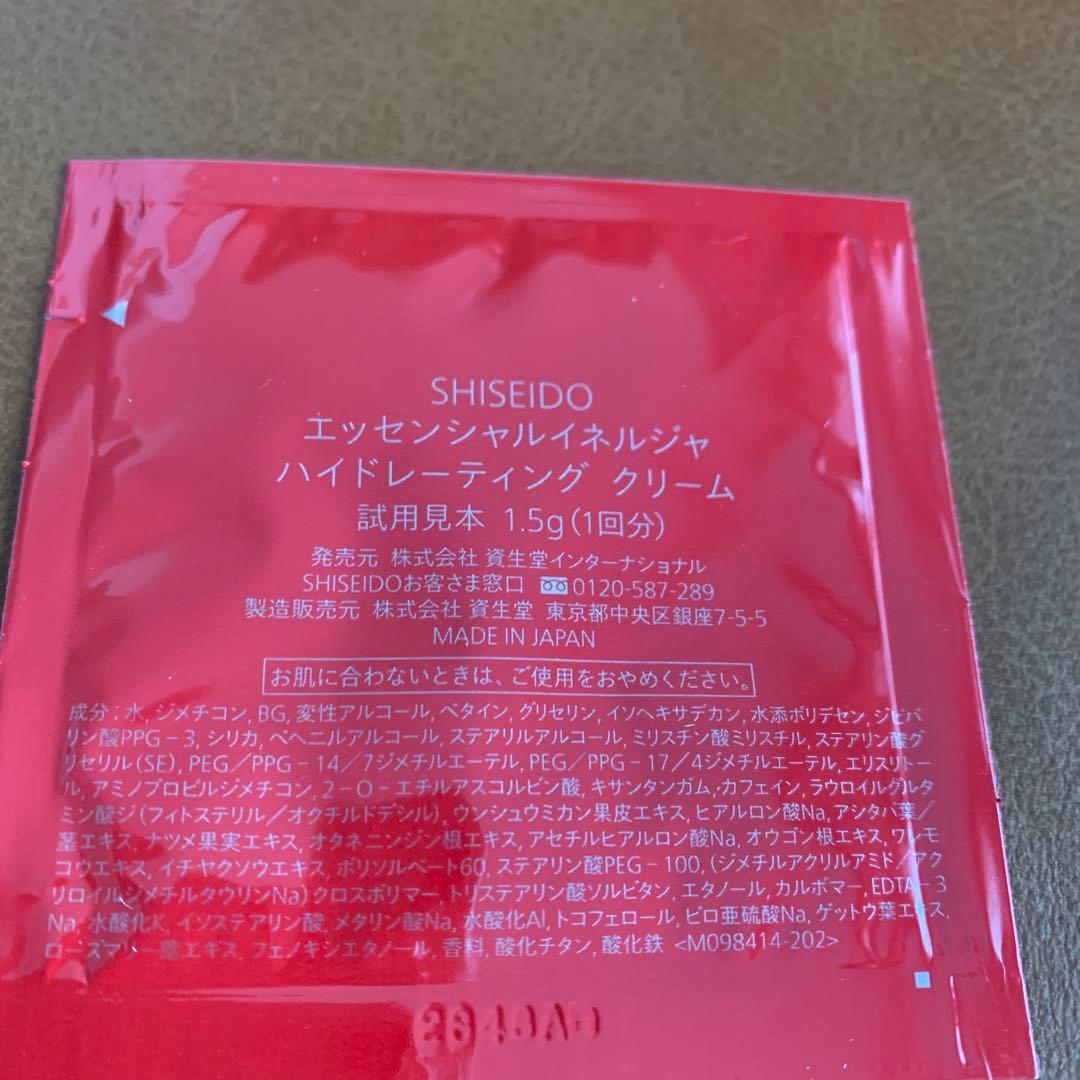 SHISEIDO
エッセンシャルイネルジャ
ハイドレーティング クリーム
試用見本 1.5g(1回分)
発売元 株式会社 資生堂インターナショナル
SHISEIDOお客さま窓口 0120-587-289
製造販売元 株式会社 資生堂 東京都中央区銀座7-5-5
MADE IN JAPAN
お肌に合わないときは、ご使用をおやめください。
成分:水, ジメチコン, BG, 変性アルコール, ベタイン, グリセリン, イソヘキサデカン, 水添ポリデセン, ジピバ
リン酸PPG-3, シリカ, ベヘニルアルコール, ステアリルアルコール, ミリスチン酸ミリスチル, ステアリン酸グ
リセリル(SE), PEG/PPG-14/7ジメチルエーテル, PEG/PPG-17/4ジメチルエーテル, エリスリトー
ル, アミノプロピルジメチコン, 2-O-エチルアスコルビン酸, キサンタンガム, カフェイン, ラウロイルグルタ
ミン酸ジ(フィトステリル/オクチルドデシル), ウンシュウミカン果皮エキス, ヒアルロン酸Na, アシタバ葉/
茎エキス, ナツメ果実エキス, オタネニンジン根エキス, アセチルヒアルロン酸Na, オウゴン根エキス, ワレモ
コウエキス, イチヤクソウエキス, ポリソルベート60, ステアリン酸PEG-100, (ジメチルアクリルアミド/アク
リロイルジメチルタウリンNa)クロスポリマー, トリステアリン酸ソルビタン, エタノール, カルボマー, EDTA-3
Na, 水酸化K, イソステアリン酸, メタリン酸Na, 水酸化Al, トコフェロール, ピロ亜硫酸Na, ゲットウ葉エキス,
ローズマリー葉エキス, フェノキシエタノール, 香料, 酸化チタン, 酸化鉄 <M098414-202>